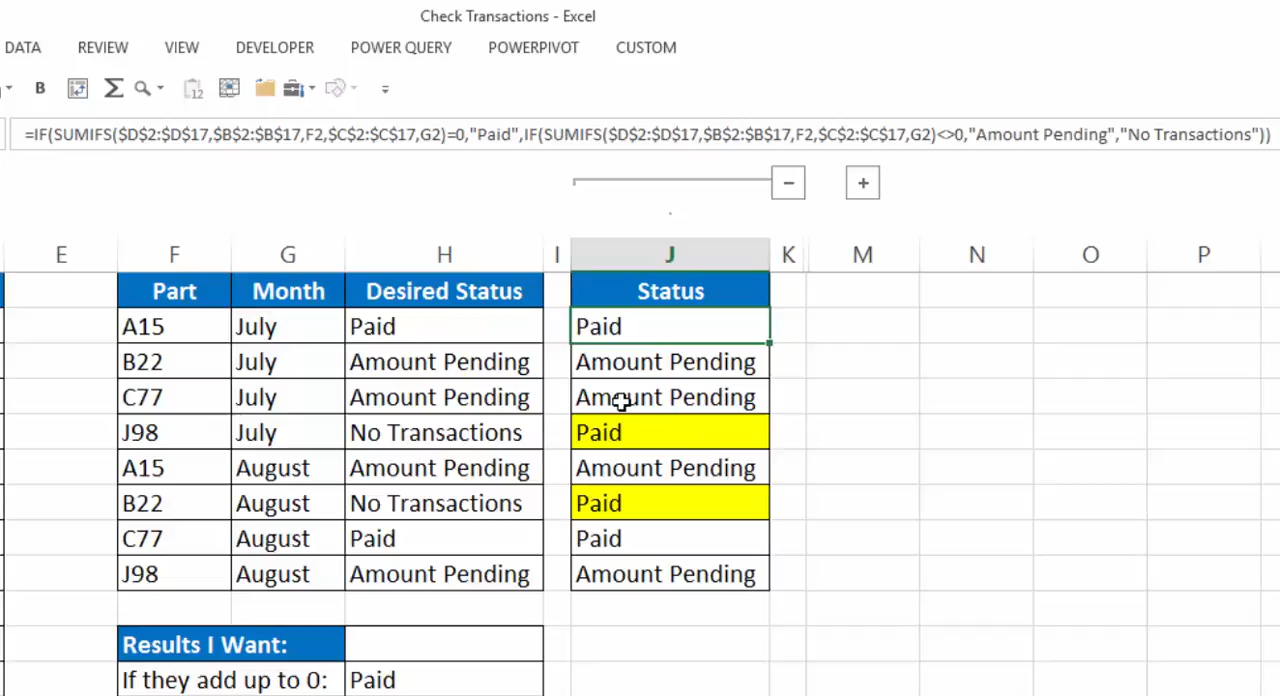 Check Transactions - Excel
DATA REVIEW VIEW DEVELOPER POWER QUERY POWERPIVOT CUSTOM
B 12
=IF(SUMIFS($D$2:$D$17,$B$2:$B$17,F2,$C$2:$C$17,G2)=0,"Paid",IF(SUMIFS($D$2:$D$17,$B$2:$B$17,F2,$C$2:$C$17,G2)<>0,"Amount Pending","No Transactions"))
E F G H I J K M N O P
Part Month Desired Status Status
A15 July Paid Paid
B22 July Amount Pending Amount Pending
C77 July Amount Pending Amount Pending
J98 July No Transactions Paid
A15 August Amount Pending Amount Pending
B22 August No Transactions Paid
C77 August Paid Paid
J98 August Amount Pending Amount Pending
Results I Want:
If they add up to 0: Paid